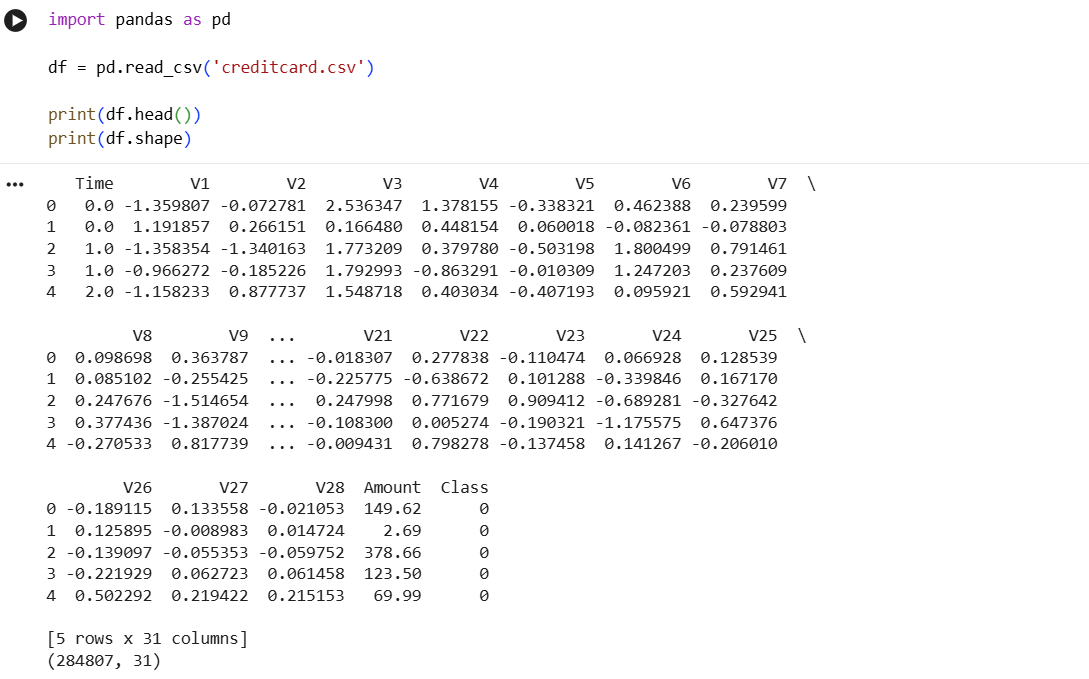 import pandas as pd
df = pd.read_csv('creditcard.csv')
print(df.head())
print(df.shape)
Time V1 V2 V3 V4 V5 V6 V7 \
0 0.0 -1.359807 -0.072781 2.536347 1.378155 -0.338321 0.462388 0.239599
1 0.0 1.191857 0.266151 0.166480 0.448154 0.060018 -0.082361 -0.078803
2 1.0 -1.358354 -1.340163 1.773209 0.379780 -0.503198 1.800499 0.791461
3 1.0 -0.966272 -0.185226 1.792993 -0.863291 -0.010309 1.247203 0.237609
4 2.0 -1.158233 0.877737 1.548718 0.403034 -0.407193 0.095921 0.592941
V8 V9 ... V21 V22 V23 V24 V25 \
0 0.098698 0.363787 ... -0.018307 0.277838 -0.110474 0.066928 0.128539
1 0.085102 -0.255425 ... -0.225775 -0.638672 0.101288 -0.339846 0.167170
2 0.247676 -1.514654 ... 0.247998 0.771679 0.909412 -0.689281 -0.327642
3 0.377436 -1.387024 ... -0.108300 0.005274 -0.190321 -1.175575 0.647376
4 -0.270533 0.817739 ... -0.009431 0.798278 -0.137458 0.141267 -0.206010
V26 V27 V28 Amount Class
0 -0.189115 0.133558 -0.021053 149.62 0
1 0.125895 -0.008983 0.014724 2.69 0
2 -0.139097 -0.055353 -0.059752 378.66 0
3 -0.221929 0.062723 0.061458 123.50 0
4 0.502292 0.219422 0.215153 69.99 0
[5 rows x 31 columns]
(284807, 31)